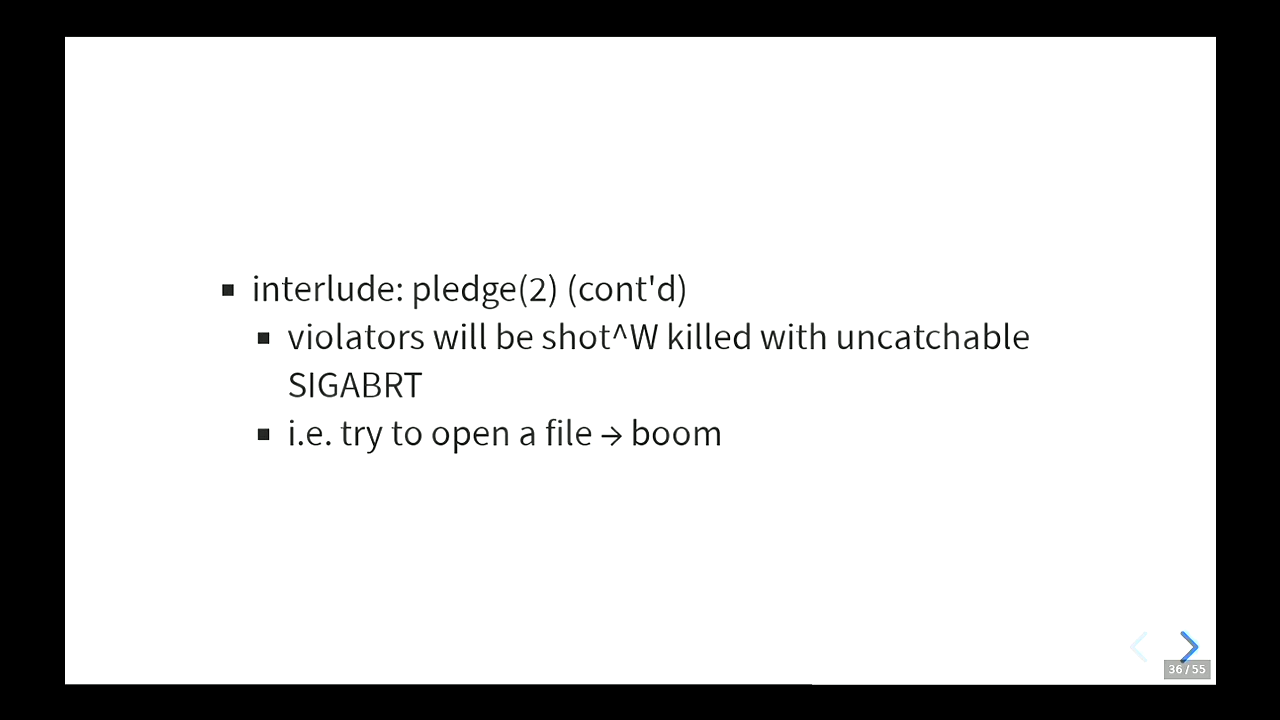 interlude: pledge(2) (cont'd)
violators will be shot^W killed with uncatchable
SIGABRT
i.e. try to open a file → boom
36 / 55